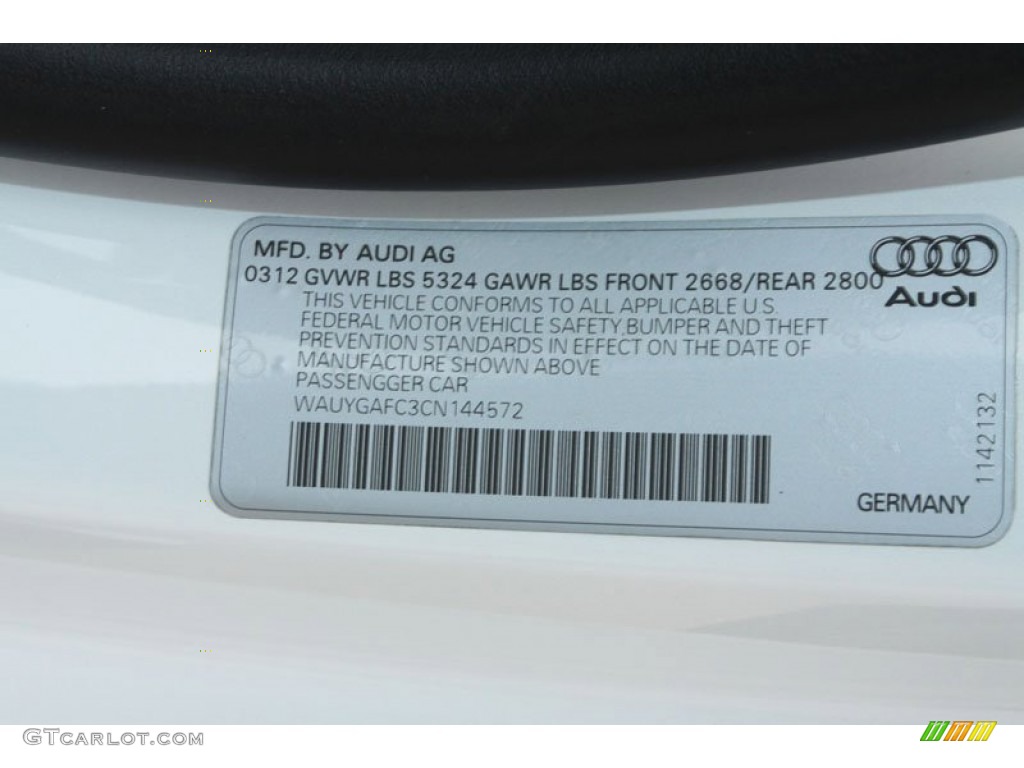 MFD. BY AUDI AG
0312 GVWR LBS 5324 GAWR LBS FRONT 2668/REAR 2800
Audi
THIS VEHICLE CONFORMS TO ALL APPLICABLE U.S.
FEDERAL MOTOR VEHICLE SAFETY,BUMPER AND THEFT
PREVENTION STANDARDS IN EFFECT ON THE DATE OF
MANUFACTURE SHOWN ABOVE
PASSENGGER CAR
WAUYGAFC3CN144572
1142132
GERMANY
GTCARLOT.COM